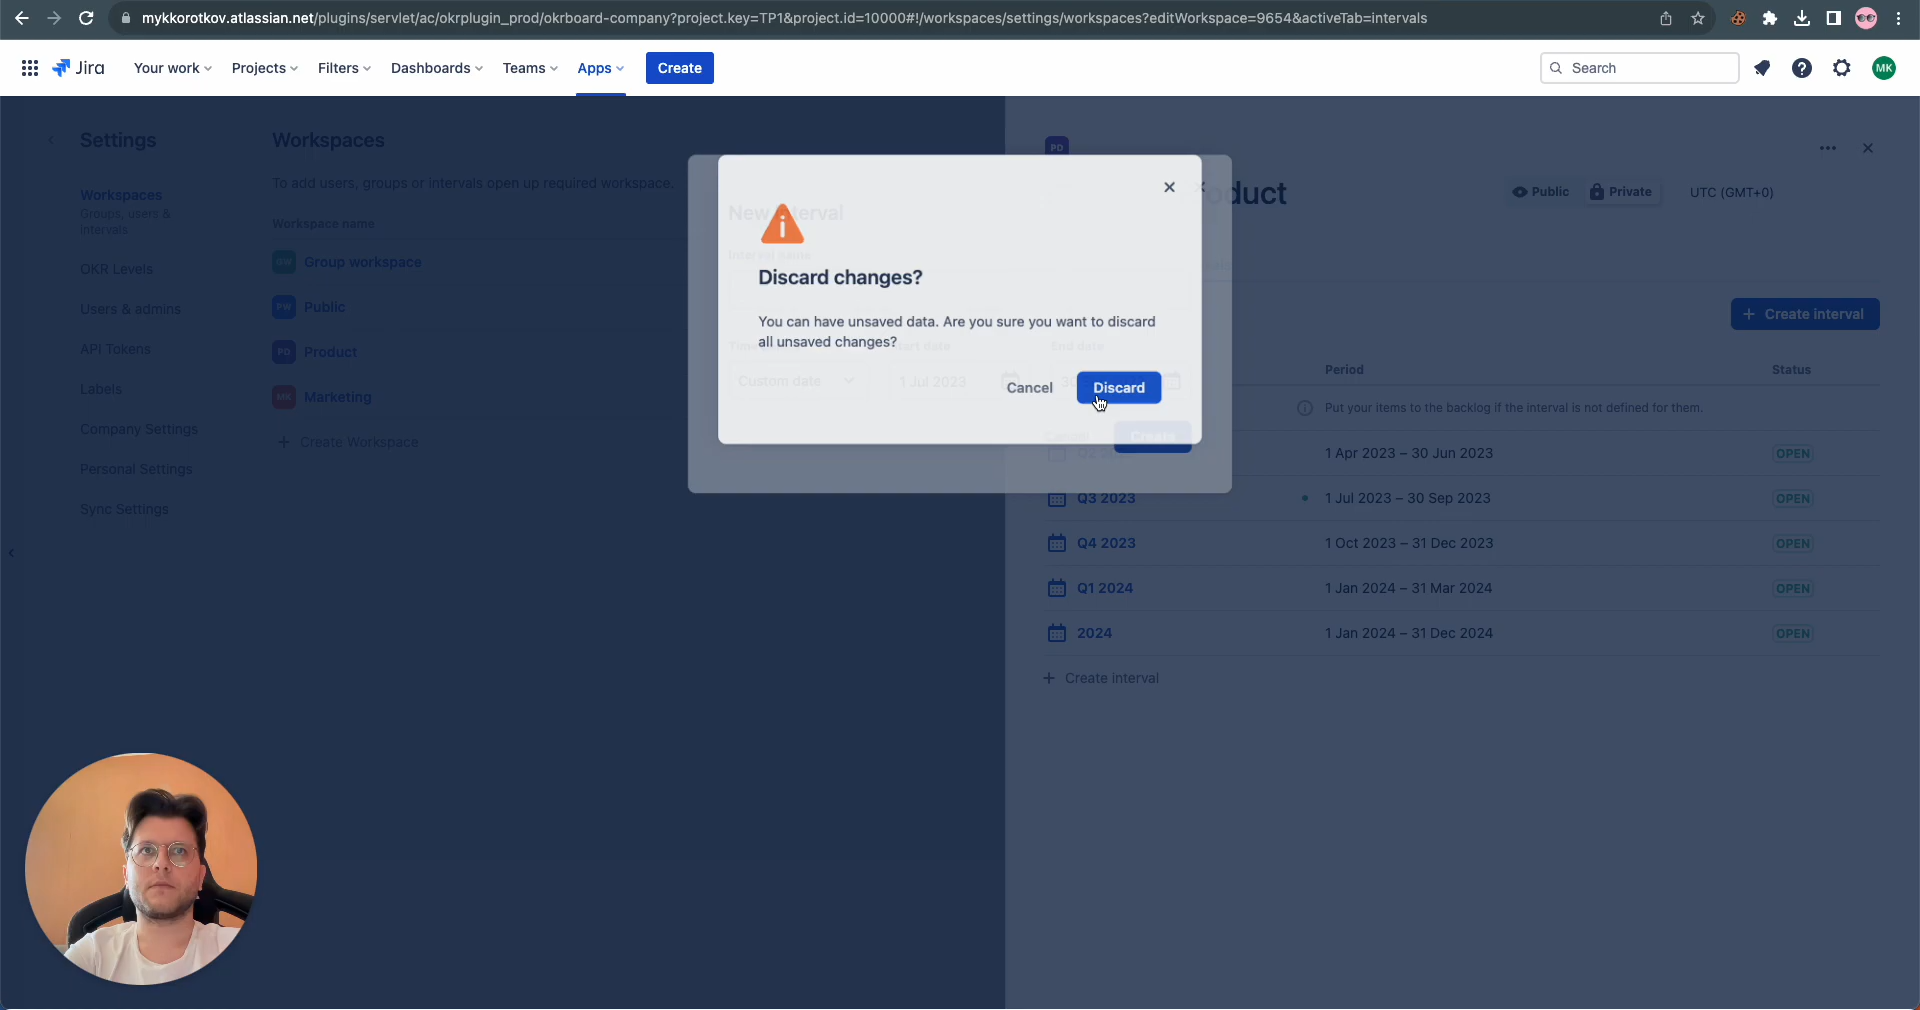 mykkorotkov.atlassian.net/plugins/servlet/ac/okrplugin_prod/okrboard-company?project.key=TP1&project.id=10000#!/workspaces/settings/workspaces?editWorkspace=9654&activeTab=intervals
Jira
Your work
Projects
Filters
Dashboards
Teams
Apps
Create
Search
MK
Settings
Workspaces
Groups, users &
intervals
OKR Levels
Users & admins
API Tokens
Labels
Company Settings
Personal Settings
Sync Settings
Workspaces
To add users, groups or intervals open up required workspace.
Workspace name
GW Group workspace
PW Public
PD Product
MK Marketing
+ Create Workspace
New interval
Interval name
Start date
End date
Custom date
1 Jul 2023
30
Cancel
Create
Discard changes?
You can have unsaved data. Are you sure you want to discard
all unsaved changes?
Cancel
Discard
PD
oduct
Public
Private
UTC (GMT+0)
+ Create interval
Period
Status
Put your items to the backlog if the interval is not defined for them.
1 Apr 2023 – 30 Jun 2023
OPEN
Q3 2023
1 Jul 2023 – 30 Sep 2023
OPEN
Q4 2023
1 Oct 2023 – 31 Dec 2023
OPEN
Q1 2024
1 Jan 2024 – 31 Mar 2024
OPEN
2024
1 Jan 2024 – 31 Dec 2024
OPEN
+ Create interval